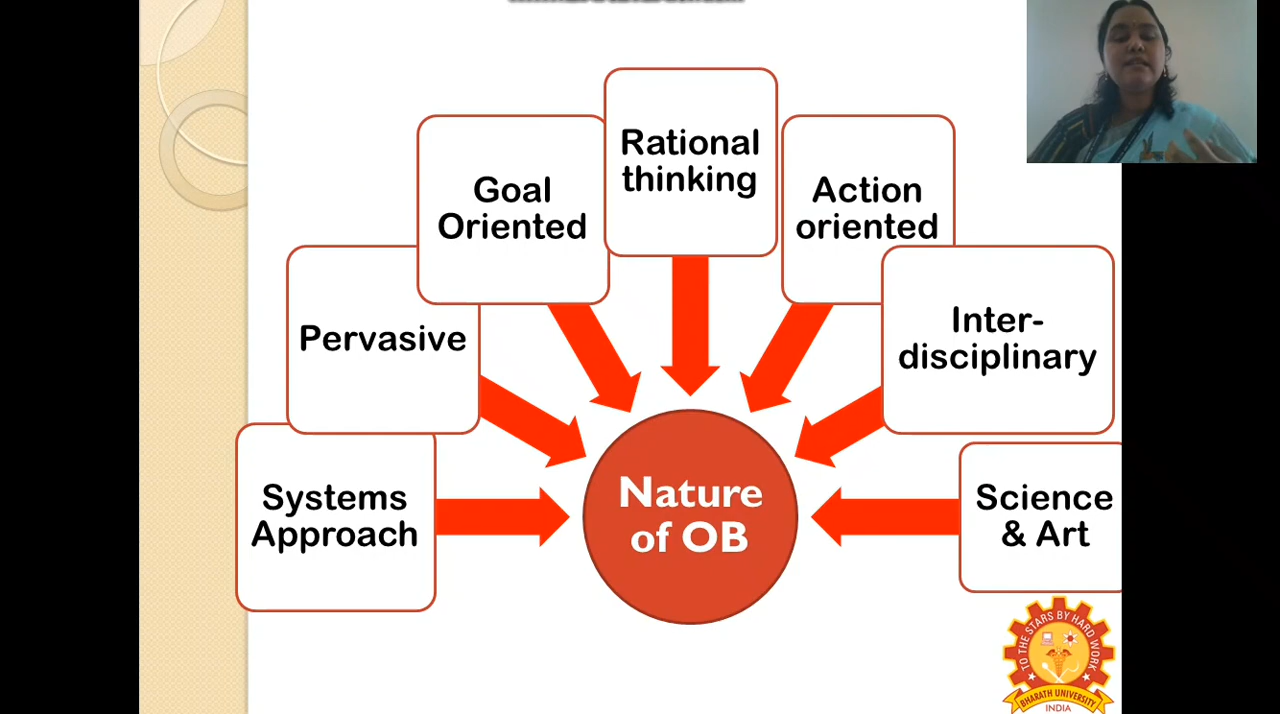 Rational
thinking
Goal
Oriented
Action
oriented
Pervasive
Inter-
disciplinary
Systems
Approach
Science
& Art
Nature
of OB
TO THE STARS BY HARD WORK
BHARATH UNIVERSITY
INDIA